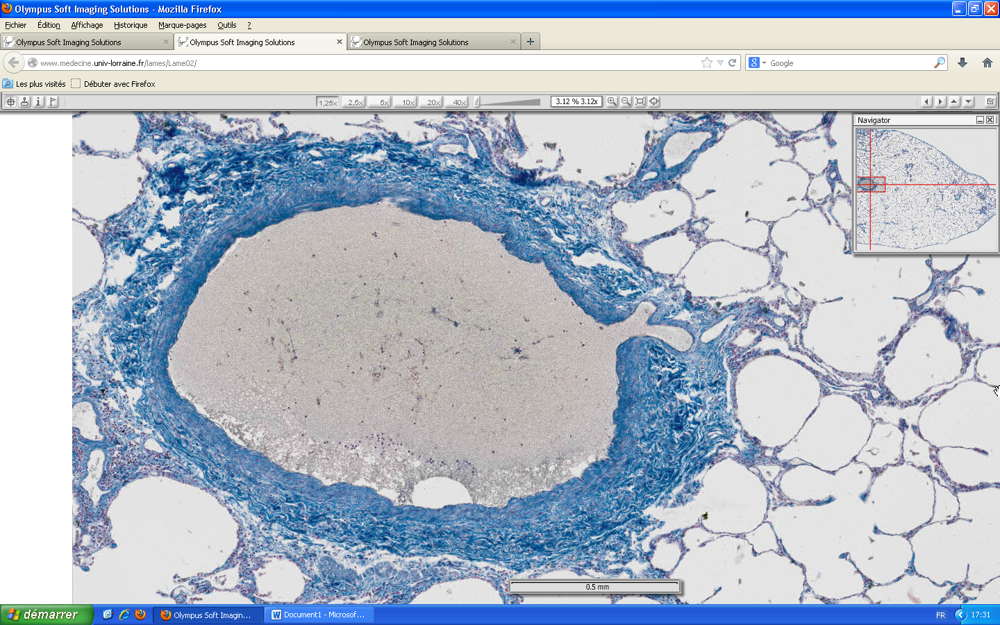 Olympus Soft Imaging Solutions - Mozilla Firefox
Fichier Édition Affichage Historique Marque-pages Outils ?
Olympus Soft Imaging Solutions Olympus Soft Imaging Solutions Olympus Soft Imaging Solutions
www.medecine.univ-lorraine.fr/lames/Lame02/ Google
Les plus visités Débuter avec Firefox
1,25x 2,5x 5x 10x 20x 40x 3.12 % 3.12x
Navigator
0.5 mm
démarrer Olympus Soft Imagin... Document1 - Microsof... FR 17:31